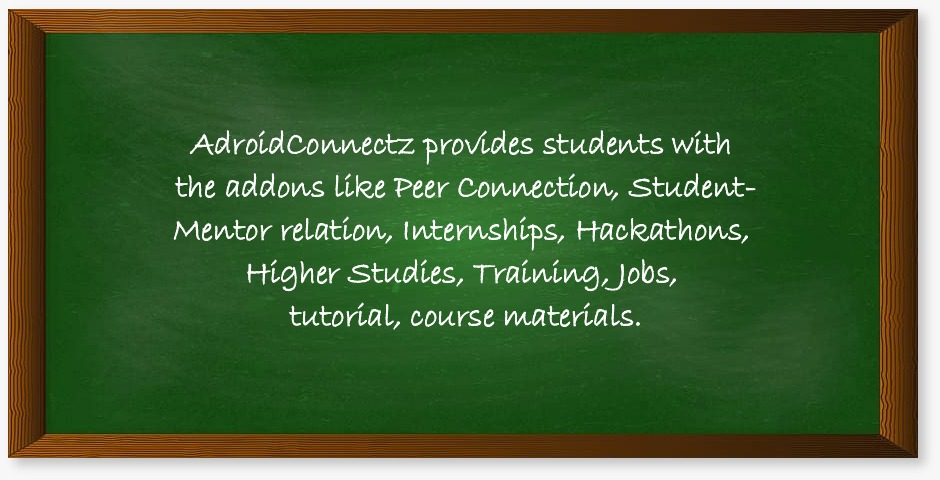 AdroidConnectz provides students with
the addons like Peer Connection, Student-
Mentor relation, Internships, Hackathons,
Higher Studies, Training, Jobs,
tutorial, course materials.